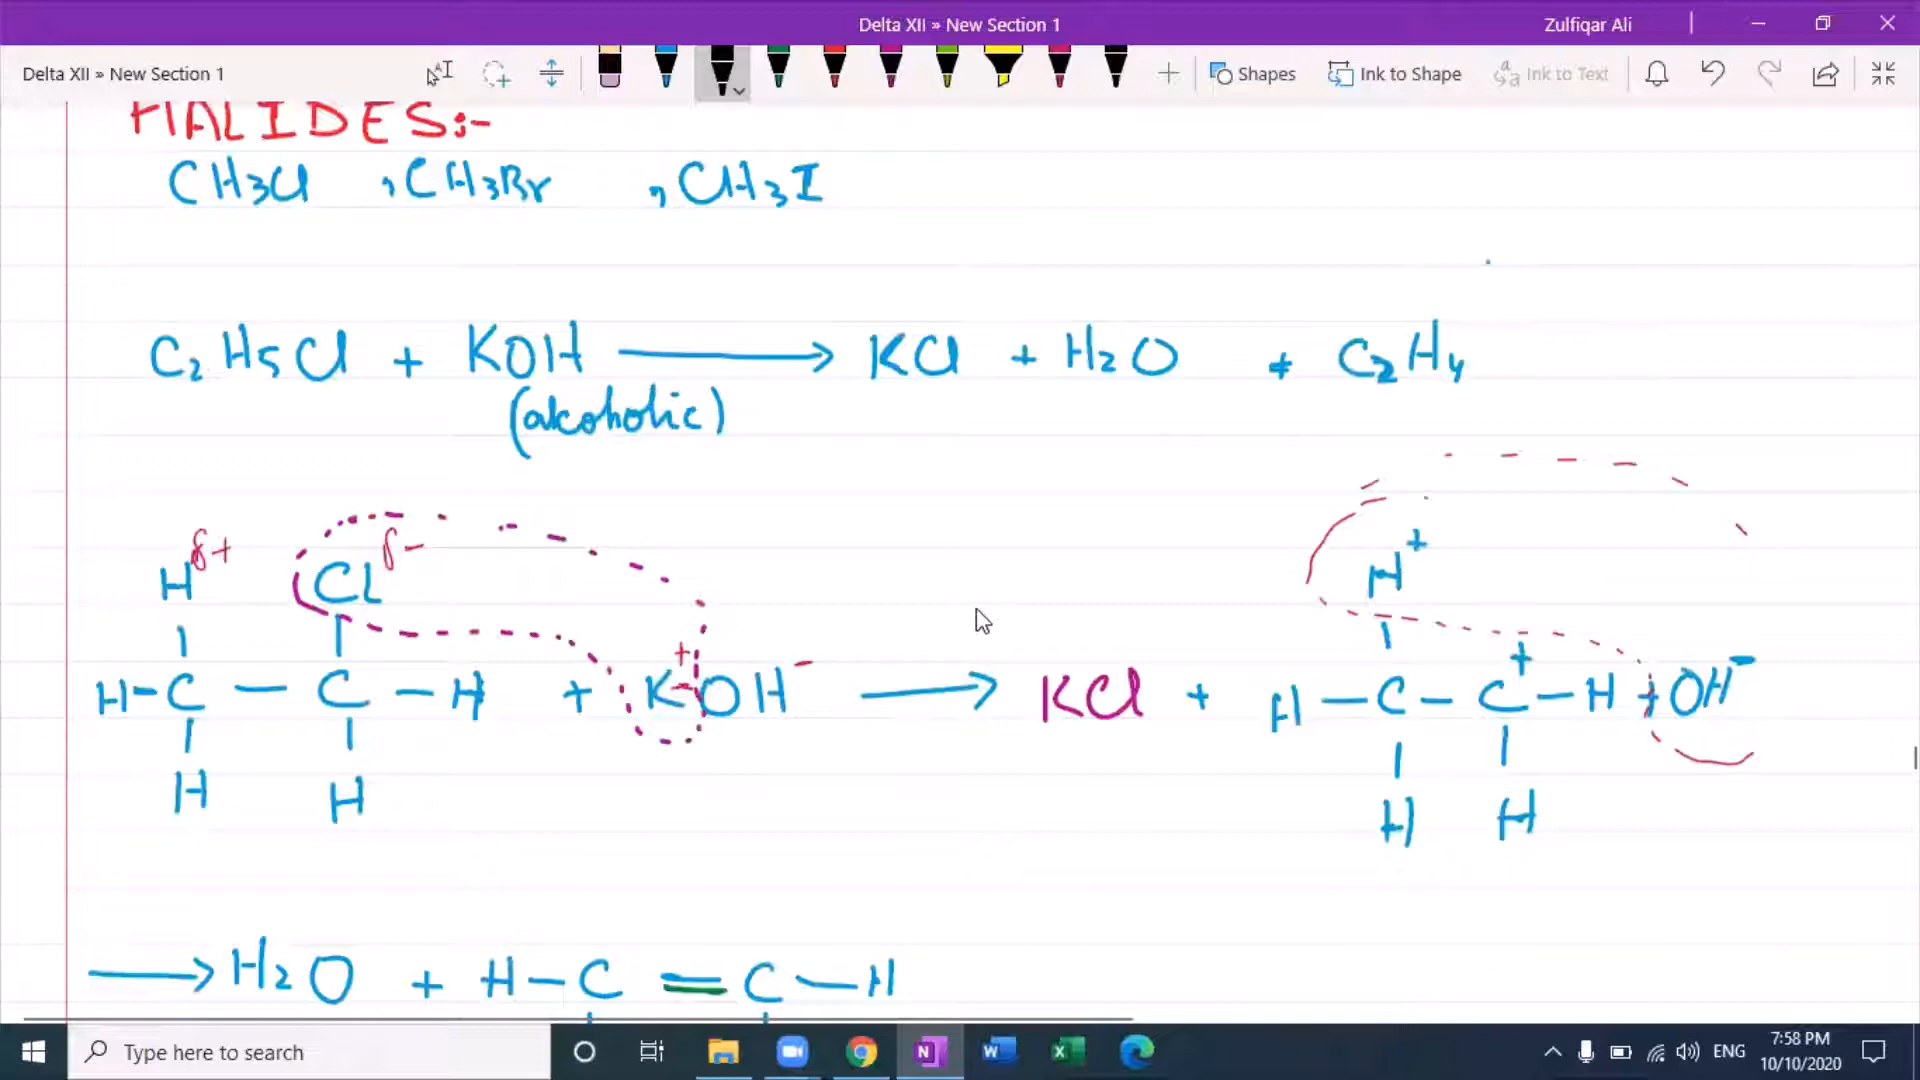 Delta XII » New Section 1
Zulfiqar Ali
Delta XII » New Section 1
Shapes
Ink to Shape
Ink to Text
HALIDES:-
CH3Cl , CH3Br , CH3I
C2H5Cl + KOH ⟶ KCl + H2O + C2H4
(alcoholic)
H δ+ Cl δ- H +
H-C — C — H + K+ - OH- ⟶ KCl + H — C — C+ — H + OH-
H H H H
⟶ H2O + H — C = C — H
Type here to search
ENG
7:58 PM
10/10/2020